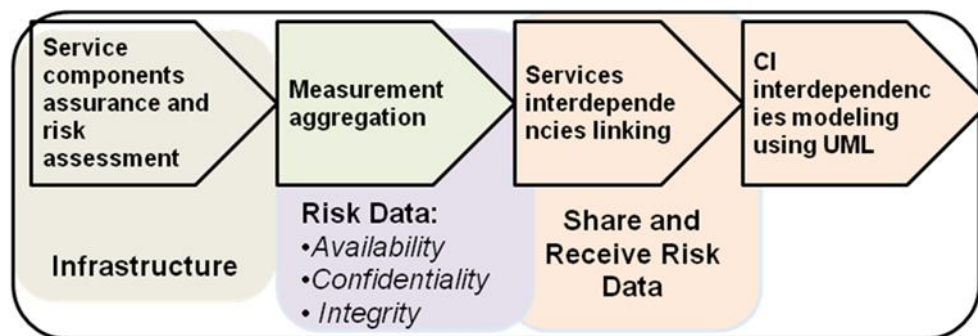 Service
components
assurance and
risk
assessment
Measurement
aggregation
Services
interdepende
ncies linking
CI
interdependenc
ies modeling
using UML
Infrastructure
Risk Data:
•Availability
•Confidentiality
• Integrity
Share and
Receive Risk
Data